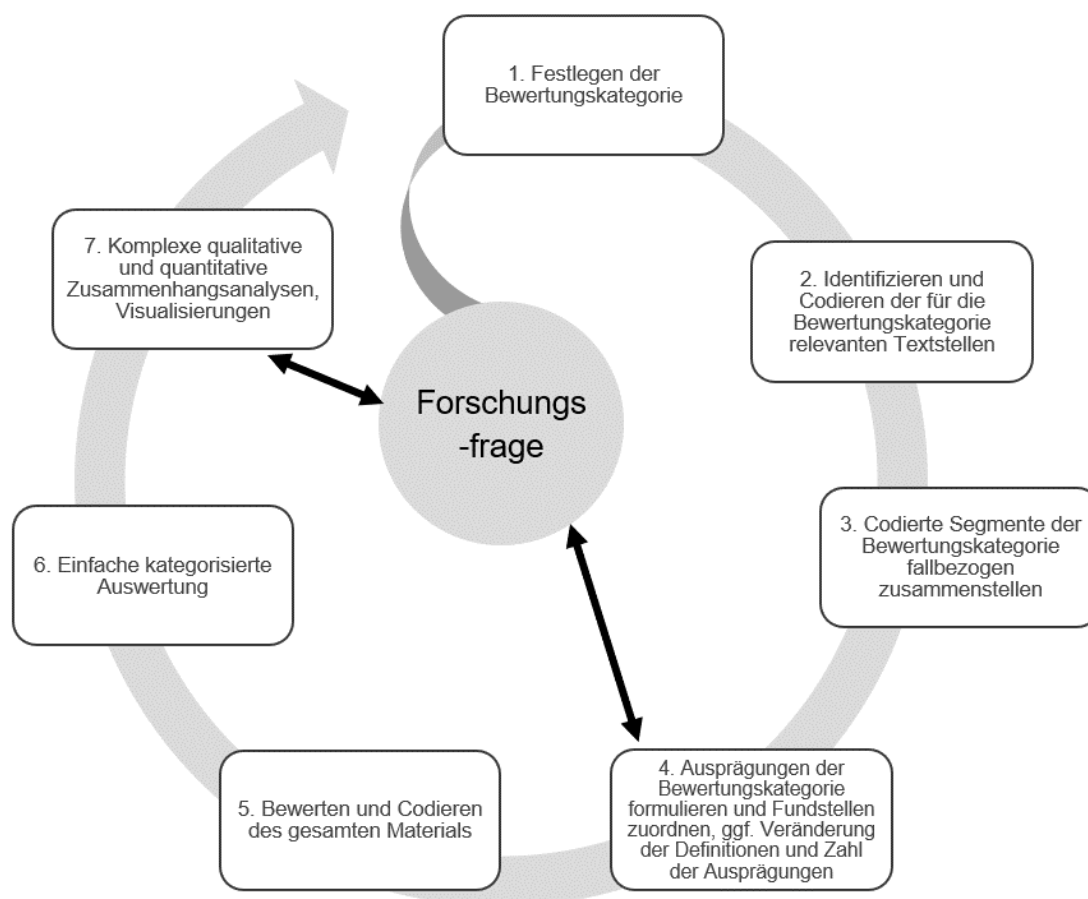 1. Festlegen der
Bewertungskategorie
2. Identifizieren und
Codieren der für die
Bewertungskategorie
relevanten Textstellen
3. Codierte Segmente der
Bewertungskategorie
fallbezogen
zusammenstellen
4. Ausprägungen der
Bewertungskategorie
formulieren und Fundstellen
zuordnen, ggf. Veränderung
der Definitionen und Zahl
der Ausprägungen
5. Bewerten und Codieren
des gesamten Materials
6. Einfache kategorisierte
Auswertung
7. Komplexe qualitative
und quantitative
Zusammenhangsanalysen,
Visualisierungen
Forschungs
-frage